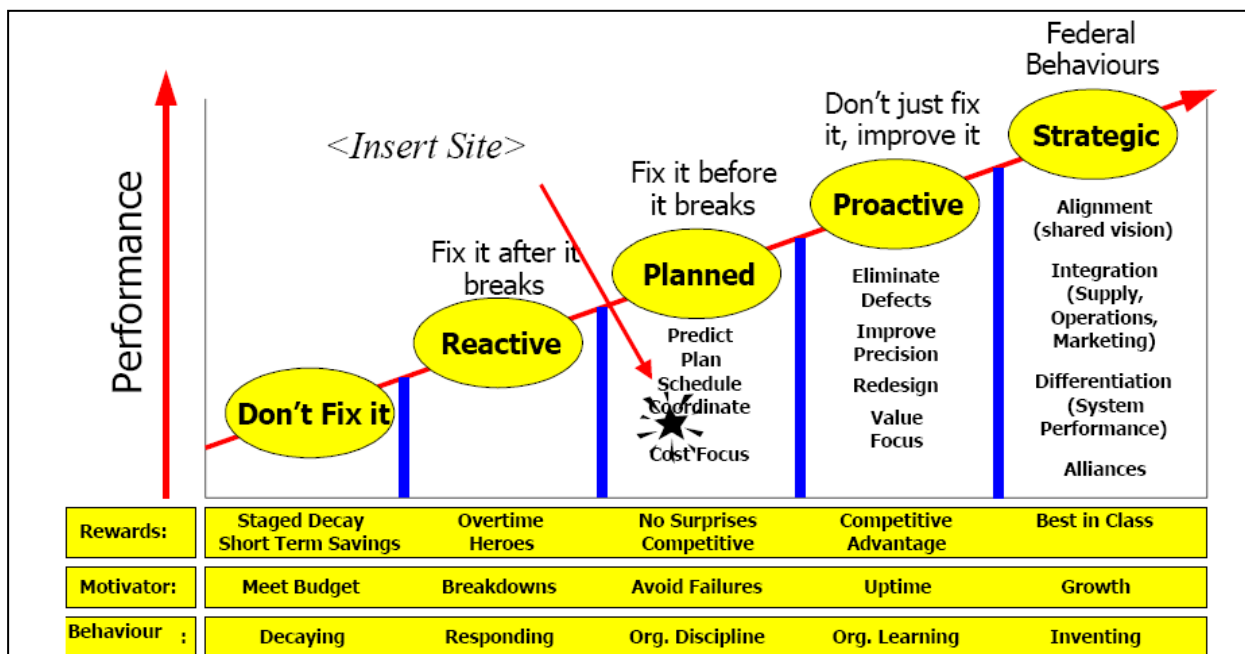 Federal
Behaviours
Don't just fix
it, improve it
Strategic
<Insert Site>
Fix it before
it breaks
Proactive
Alignment
(shared vision)
Fix it after it
breaks
Planned
Eliminate
Defects
Integration
(Supply,
Operations,
Marketing)
Performance
Reactive
Predict
Plan
Schedule
Coordinate
Cost Focus
Improve
Precision
Redesign
Value
Focus
Differentiation
(System
Performance)
Alliances
Don't Fix it
Rewards:
Staged Decay
Short Term Savings
Overtime
Heroes
No Surprises
Competitive
Competitive
Advantage
Best in Class
Motivator:
Meet Budget
Breakdowns
Avoid Failures
Uptime
Growth
Behaviour :
Decaying
Responding
Org. Discipline
Org. Learning
Inventing